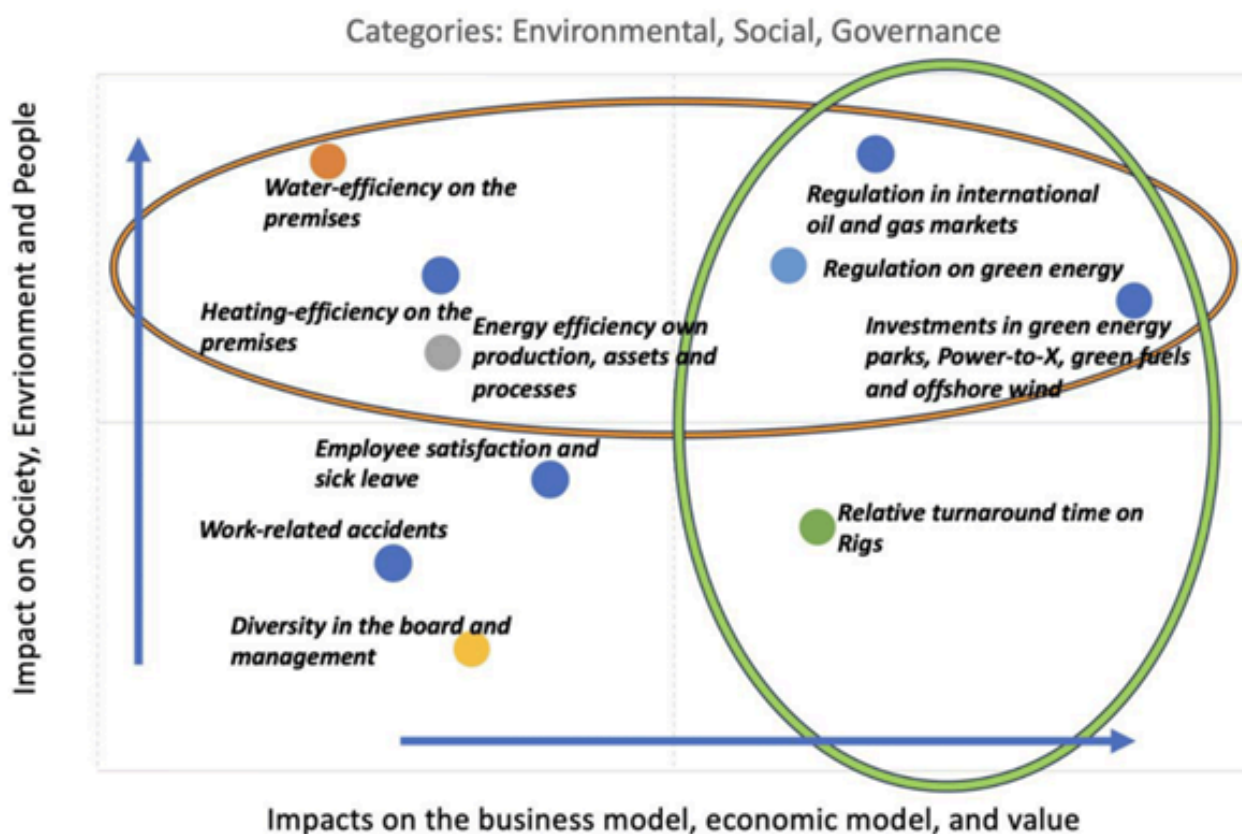 Categories: Environmental, Social, Governance
Impact on Society, Envrionment and People
Water-efficiency on the
premises
Regulation in international
oil and gas markets
Regulation on green energy
Heating-efficiency on the
premises
Energy efficiency own
production, assets and
processes
Investments in green energy
parks, Power-to-X, green fuels
and offshore wind
Employee satisfaction and
sick leave
Relative turnaround time on
Rigs
Work-related accidents
Diversity in the board and
management
Impacts on the business model, economic model, and value